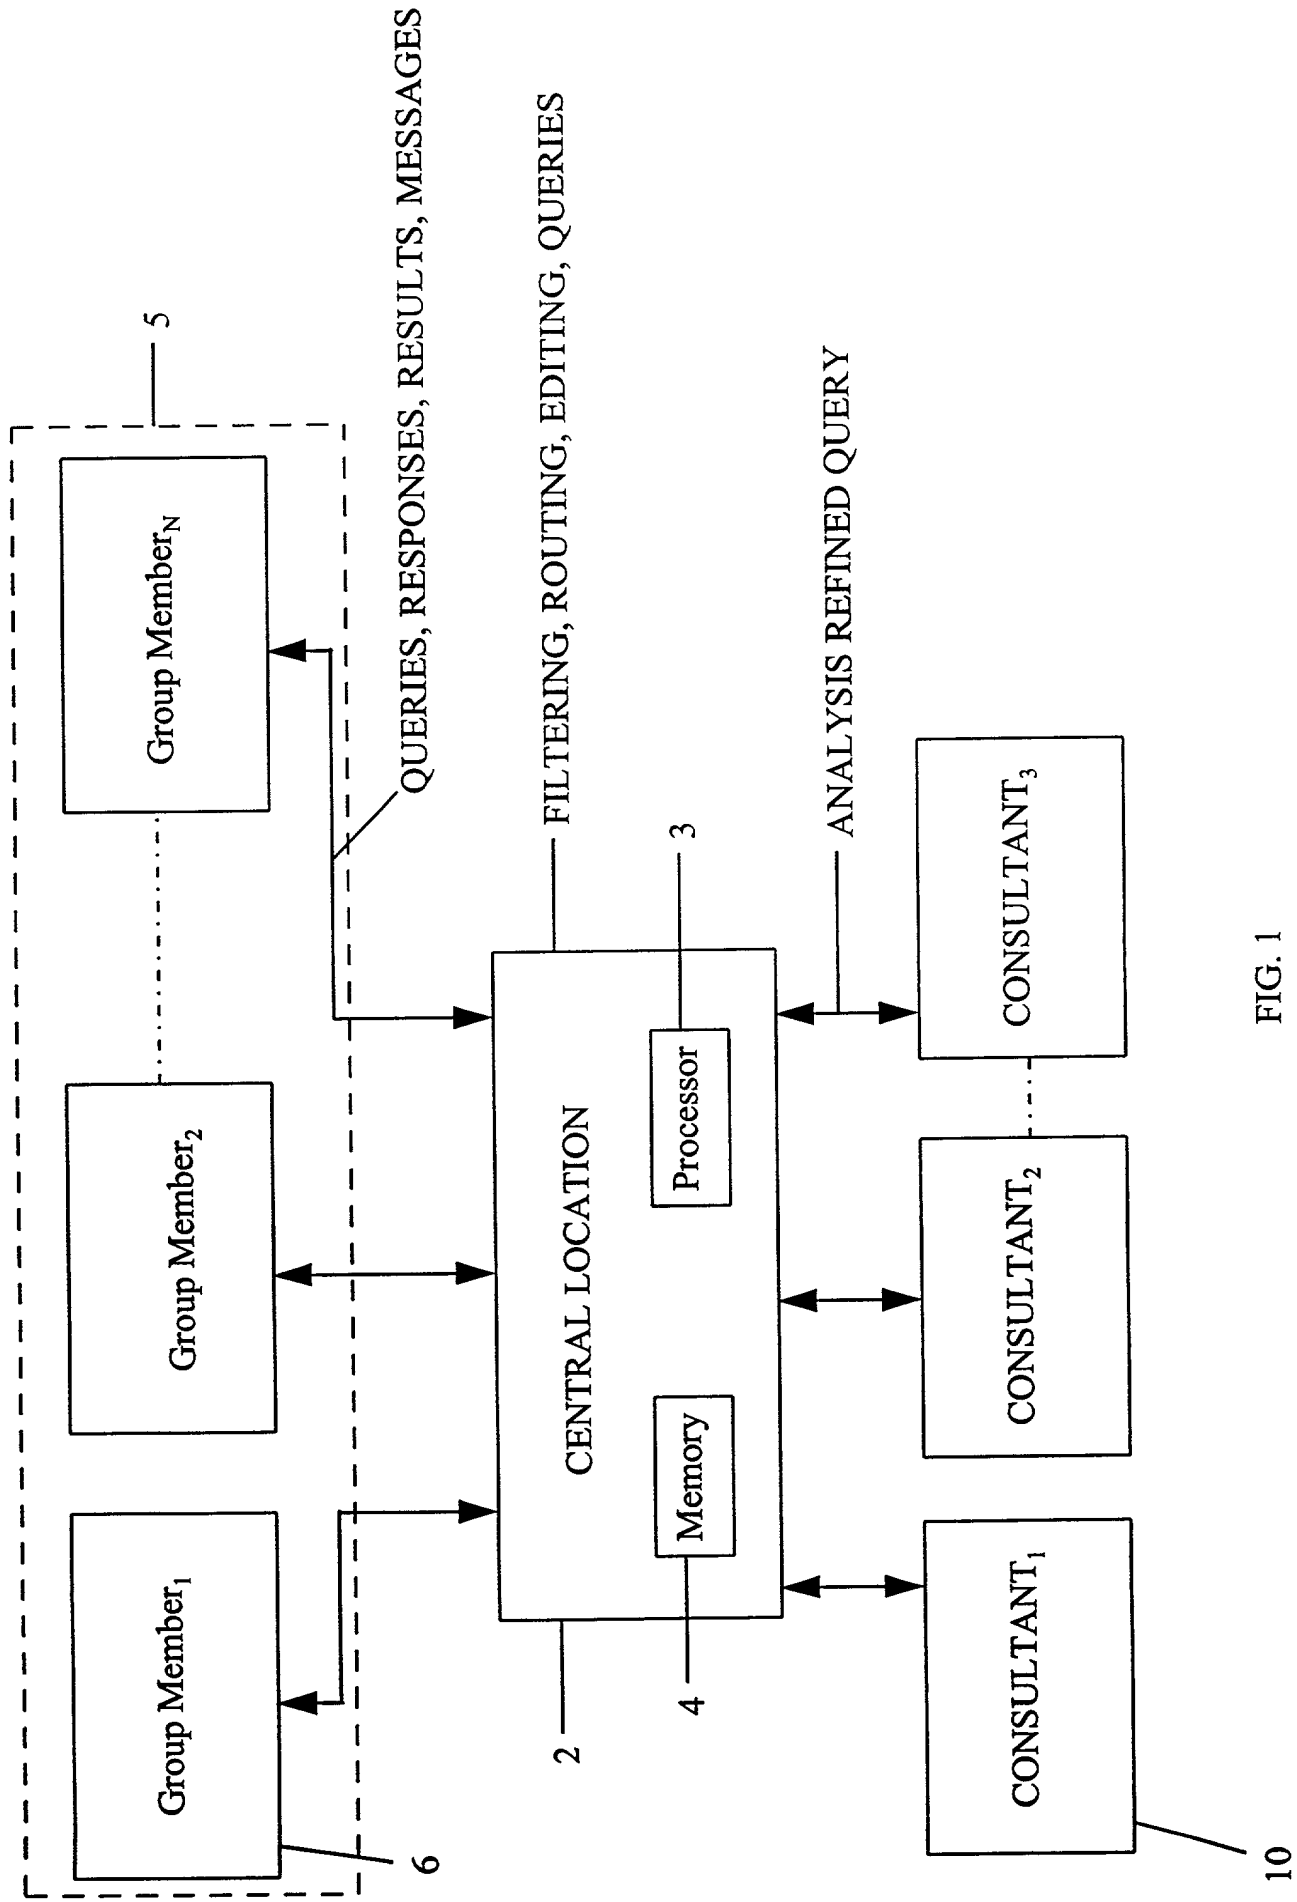 5
Group Member1
Group Member2
Group MemberN
6
QUERIES, RESPONSES, RESULTS, MESSAGES
2
CENTRAL LOCATION
FILTERING, ROUTING, EDITING, QUERIES
4
Memory
Processor
3
ANALYSIS REFINED QUERY
CONSULTANT1
CONSULTANT2
CONSULTANT3
10
FIG. 1